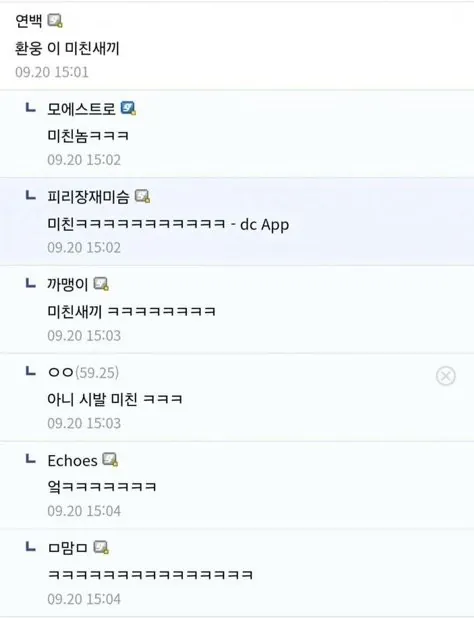 연백
환웅 이 미친새끼
09.20 15:01
ㄴ 모에스트로
미친놈ㅋㅋㅋ
09.20 15:02
ㄴ 피리장재미슴
미친ㅋㅋㅋㅋㅋㅋㅋㅋㅋㅋㅋ - dc App
09.20 15:02
ㄴ 까맹이
미친새끼 ㅋㅋㅋㅋㅋㅋㅋㅋ
09.20 15:03
ㄴ ㅇㅇ(59.25)
아니 시발 미친 ㅋㅋㅋ
09.20 15:03
ㄴ Echoes
엌ㅋㅋㅋㅋㅋㅋㅋ
09.20 15:04
ㄴ ㅁ맘ㅁ
ㅋㅋㅋㅋㅋㅋㅋㅋㅋㅋㅋㅋㅋㅋㅋ
09.20 15:04